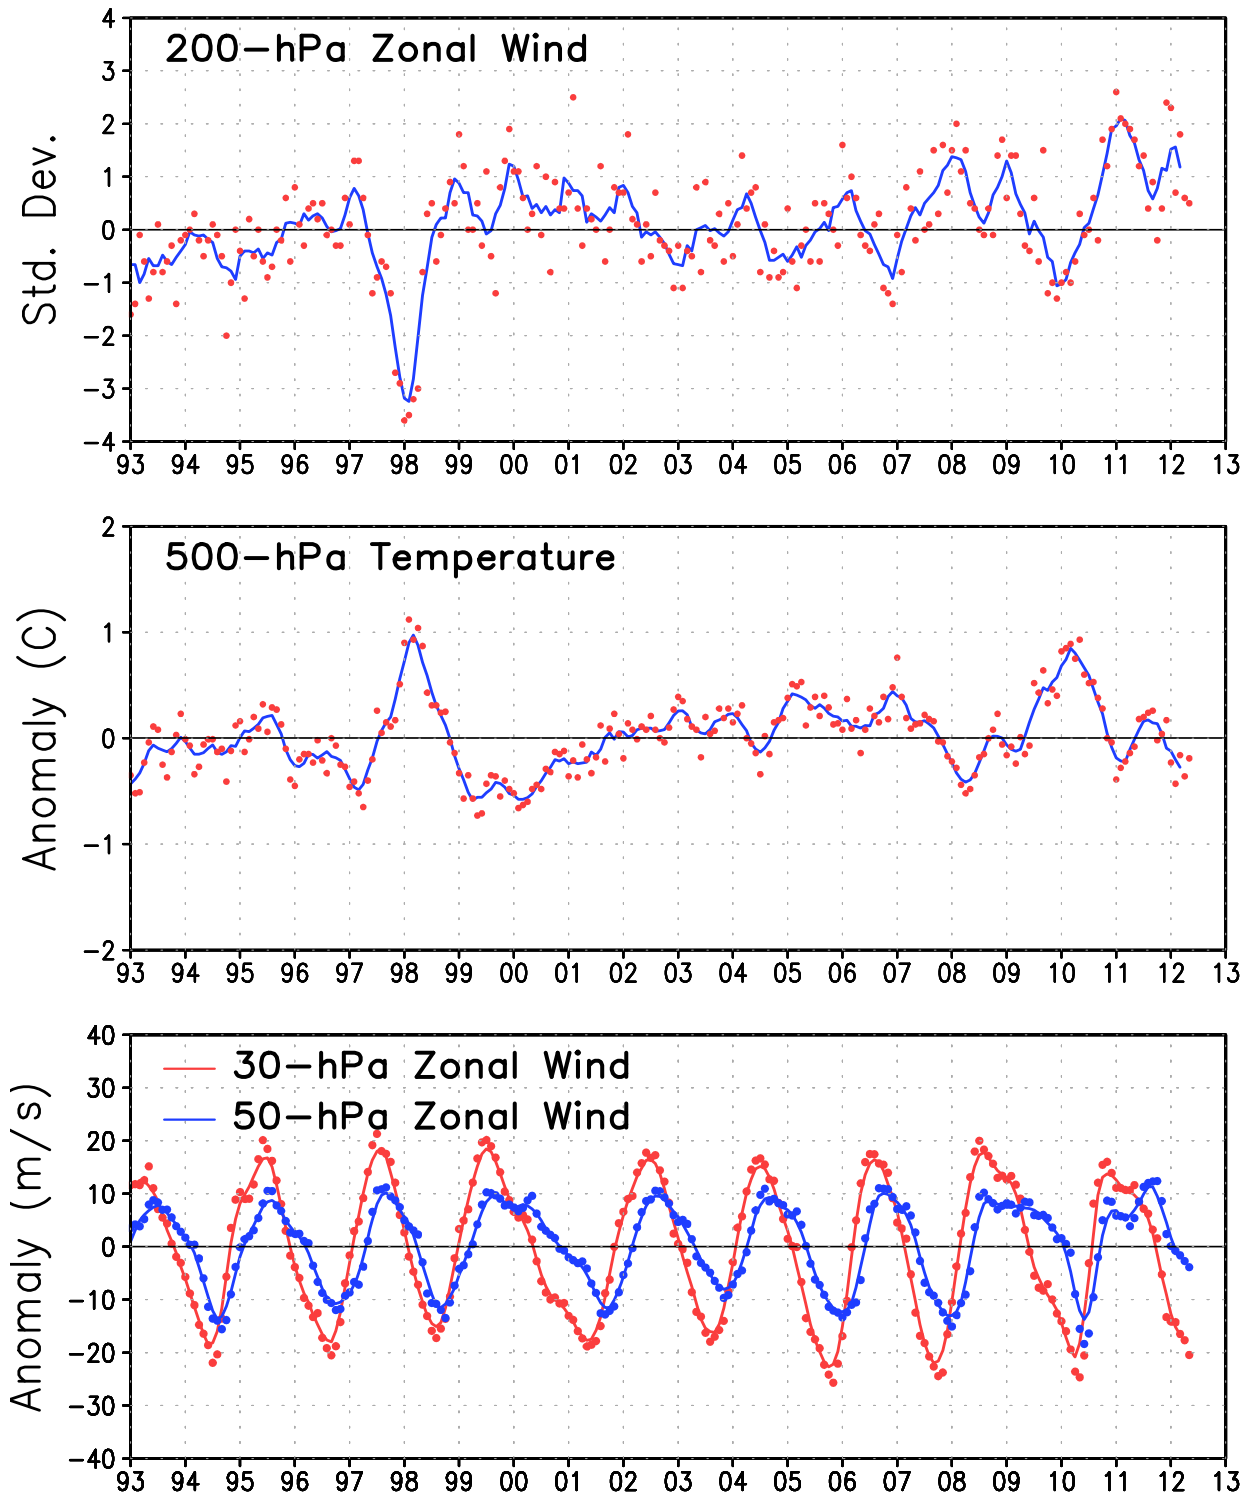 200-hPa Zonal Wind
Std. Dev.
4
3
2
1
0
-1
-2
-3
-4
93 94 95 96 97 98 99 00 01 02 03 04 05 06 07 08 09 10 11 12 13
500-hPa Temperature
Anomaly (C)
2
1
0
-1
-2
93 94 95 96 97 98 99 00 01 02 03 04 05 06 07 08 09 10 11 12 13
30-hPa Zonal Wind
50-hPa Zonal Wind
Anomaly (m/s)
40
30
20
10
0
-10
-20
-30
-40
93 94 95 96 97 98 99 00 01 02 03 04 05 06 07 08 09 10 11 12 13